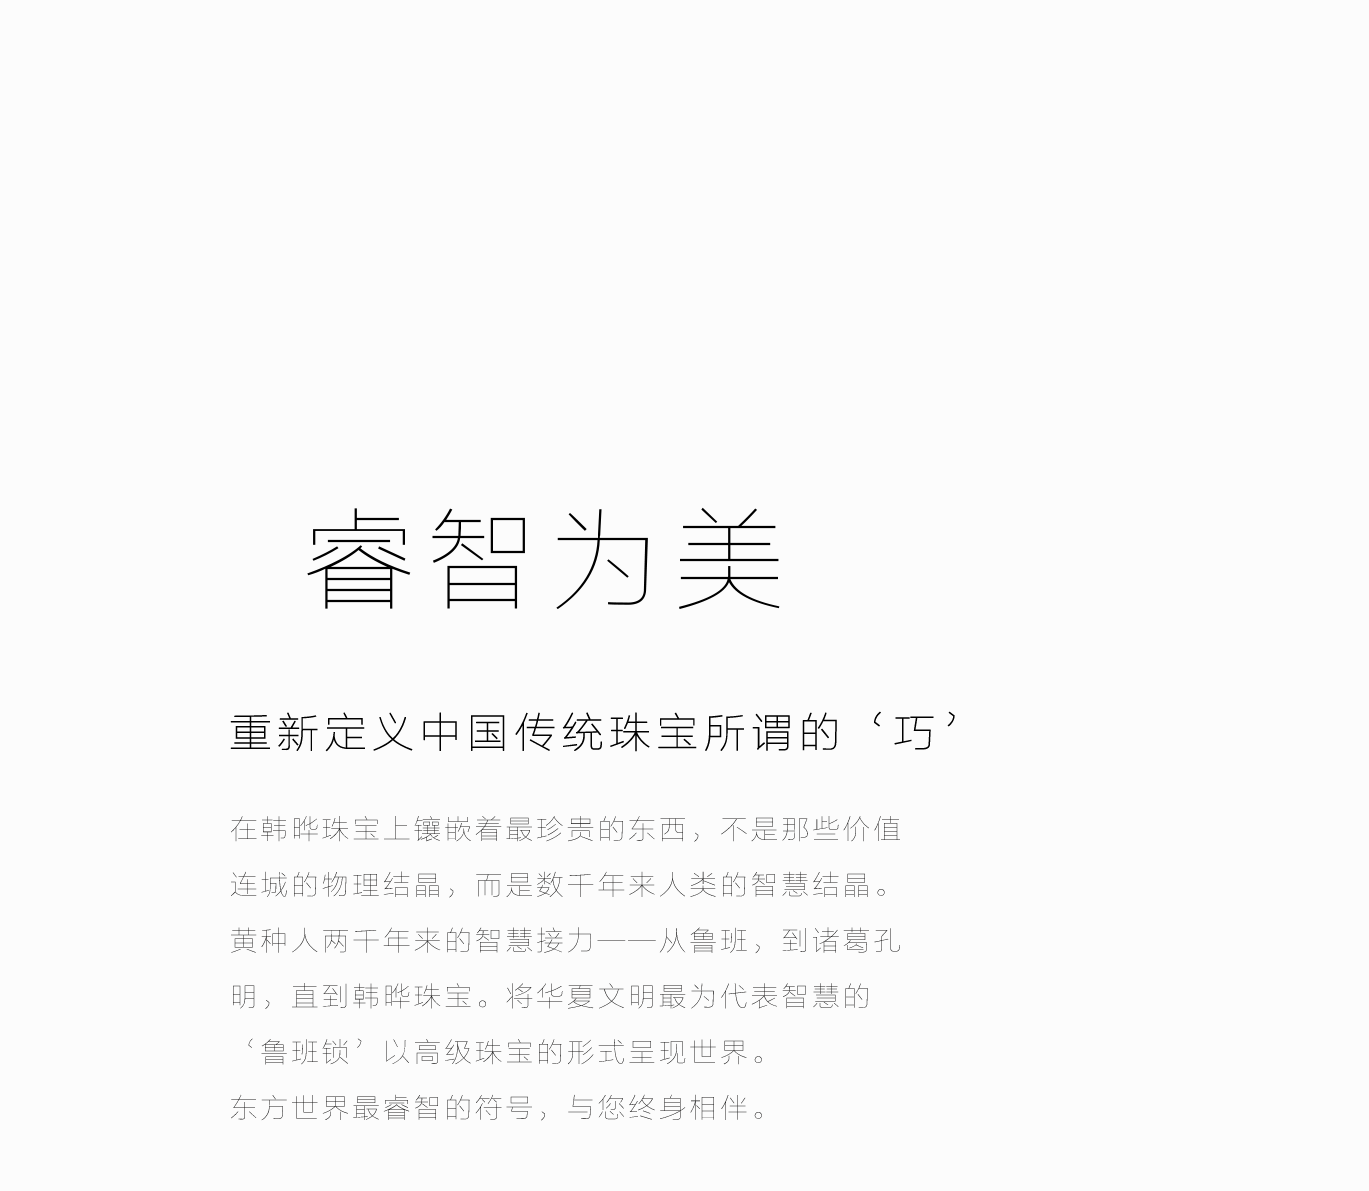 睿智为美
重新定义中国传统珠宝所谓的‘巧’
在韩晔珠宝上镶嵌着最珍贵的东西，不是那些价值
连城的物理结晶，而是数千年来人类的智慧结晶。
黄种人两千年来的智慧接力——从鲁班，到诸葛孔
明，直到韩晔珠宝。将华夏文明最为代表智慧的
‘鲁班锁’以高级珠宝的形式呈现世界。
东方世界最睿智的符号，与您终身相伴。